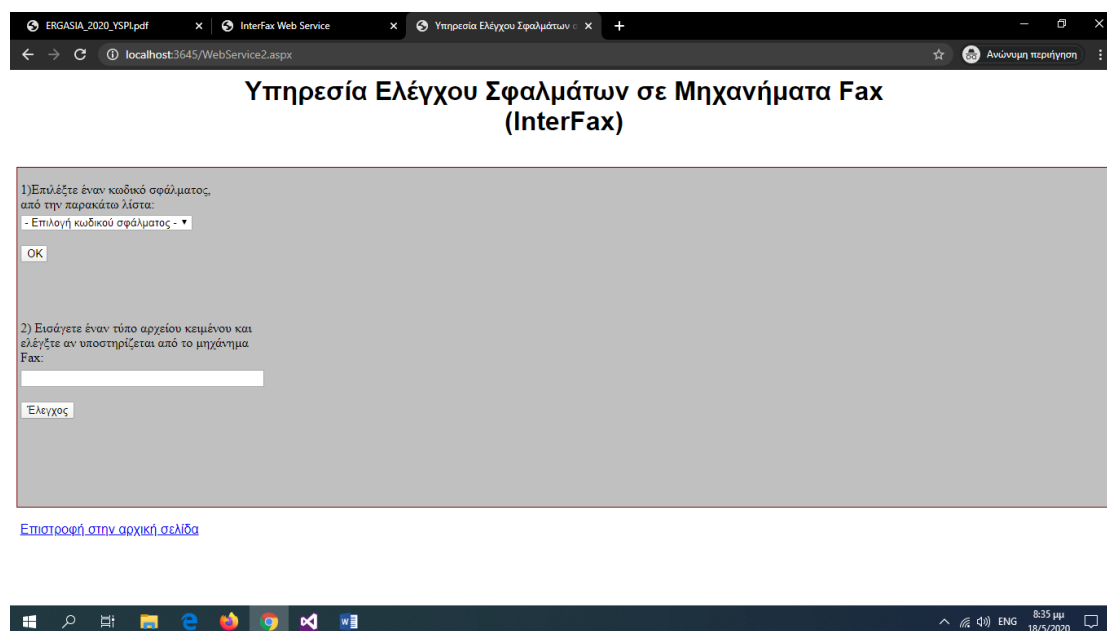 ERGASIA_2020_YSPI.pdf
InterFax Web Service
Υπηρεσία Ελέγχου Σφαλμάτων σ
localhost:3645/WebService2.aspx
Ανώνυμη περιήγηση
Υπηρεσία Ελέγχου Σφαλμάτων σε Μηχανήματα Fax
(InterFax)
1)Επιλέξτε έναν κωδικό σφάλματος,
από την παρακάτω λίστα:
- Επιλογή κωδικού σφάλματος -
OK
2) Εισάγετε έναν τύπο αρχείου κειμένου και
ελέγξτε αν υποστηρίζεται από το μηχάνημα
Fax:
Έλεγχος
Επιστροφή στην αρχική σελίδα
ENG
8:35 μμ
18/5/2020